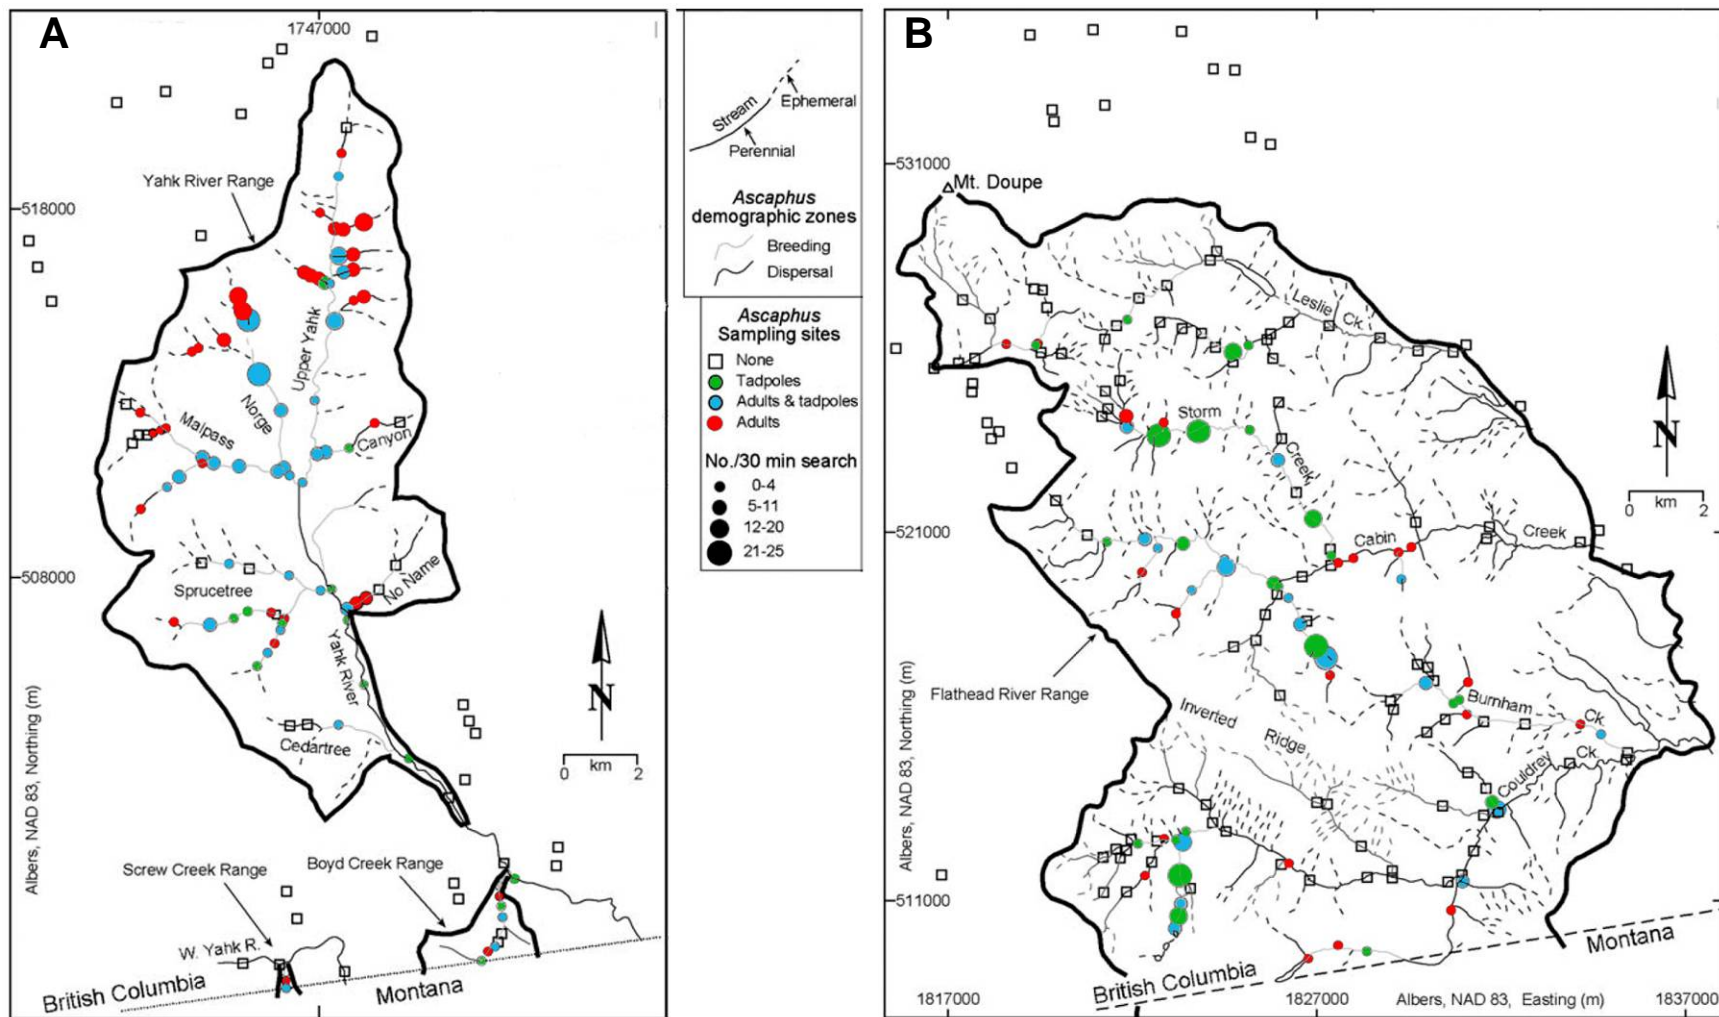 A
1747000
Yahk River Range
518000
Upper Yahk
Norge
Malpass
Canyon
508000
No Name
Sprucetree
Yahk River
Cedartree
N
0 km 2
Albers, NAD 83, Northing (m)
Screw Creek Range
Boyd Creek Range
W. Yahk R.
British Columbia
Montana
Stream
Ephemeral
Perennial
Ascaphus
demographic zones
Breeding
Dispersal
Ascaphus
Sampling sites
None
Tadpoles
Adults & tadpoles
Adults
No./30 min search
0-4
5-11
12-20
21-25
B
531000
Mt. Doupe
Leslie Ck.
Storm
Creek
N
km
0 2
521000
Cabin
Creek
Flathead River Range
Inverted
Ridge
Burnham
Ck
Couldrey
Ck
Albers, NAD 83, Northing (m)
511000
British Columbia
Montana
1817000
1827000
Albers, NAD 83, Easting (m)
1837000